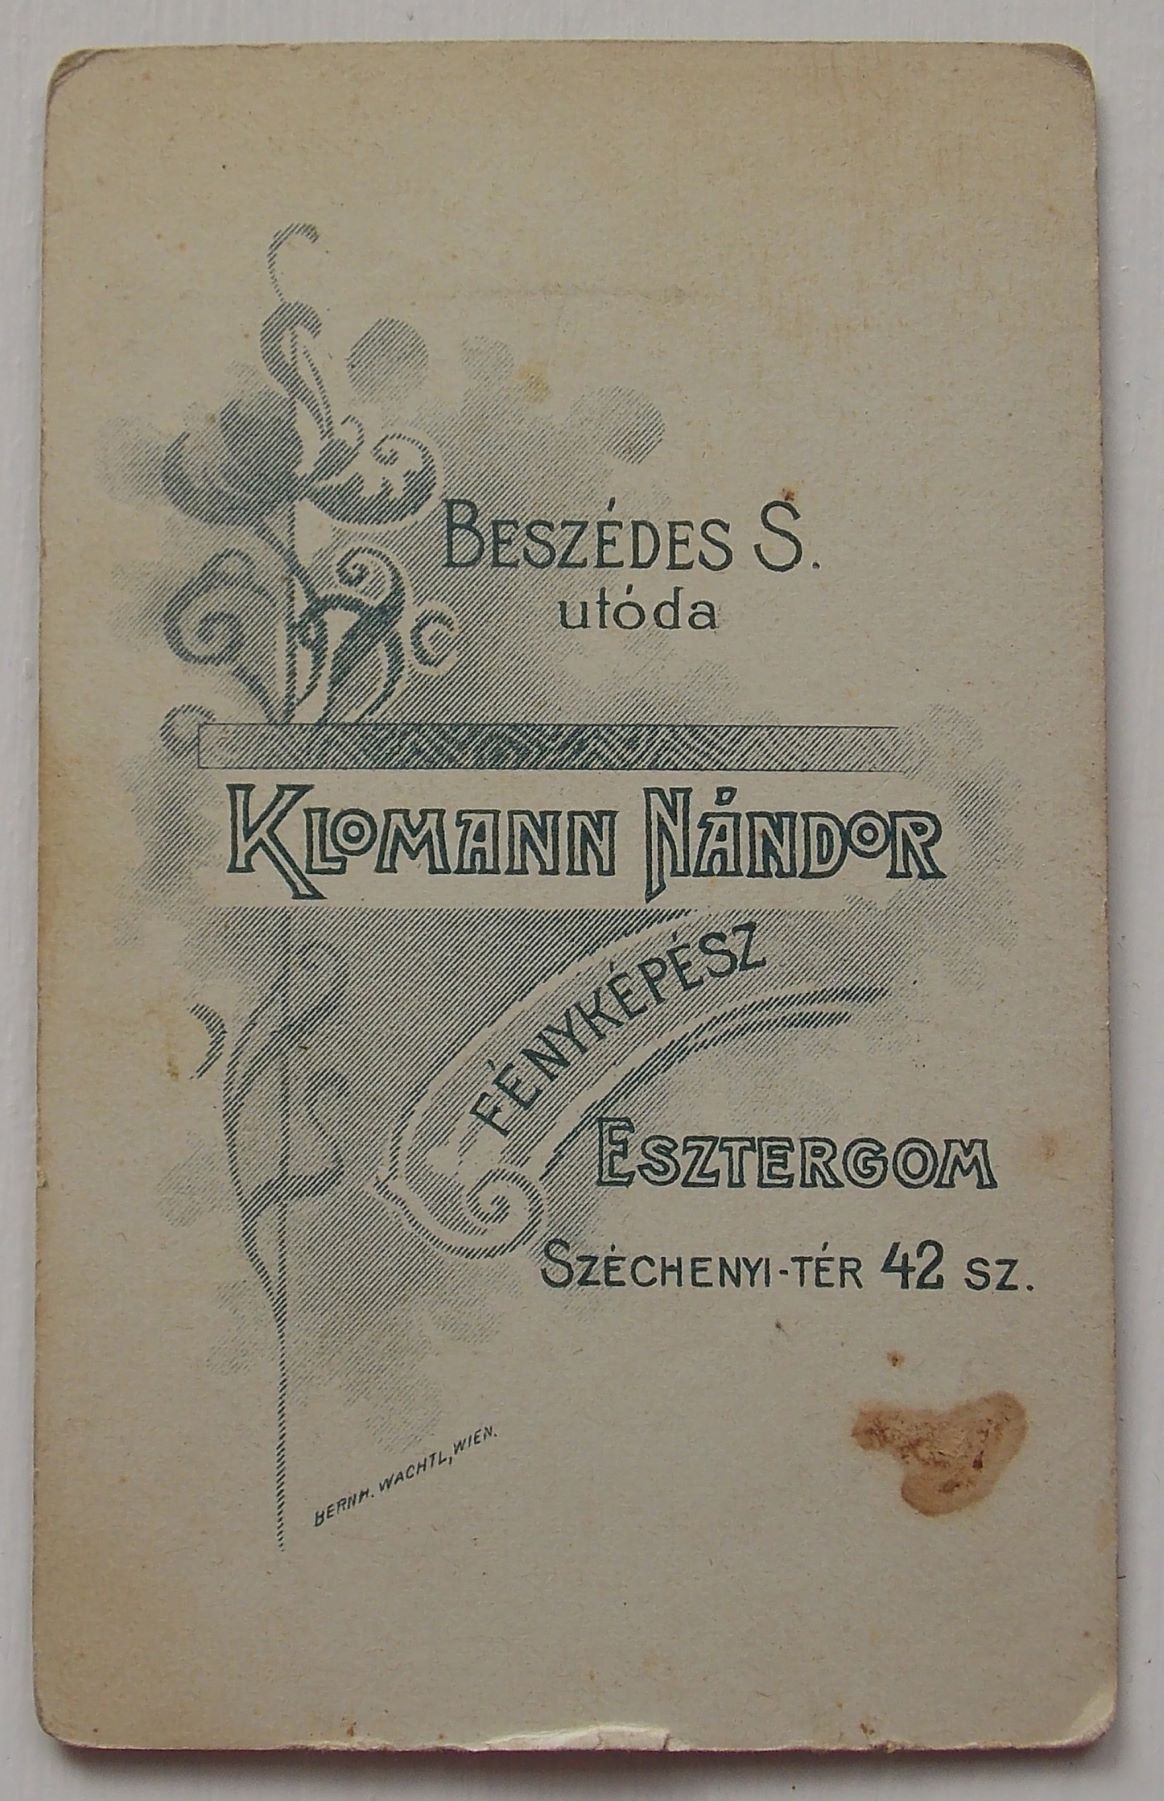 BESZÉDES S.
utóda
KLOMANN NÁNDOR
FÉNYKÉPÉSZ
ESZTERGOM
SZÉCHENYI-TÉR 42 SZ.
BERNH. WACHTL, WIEN.